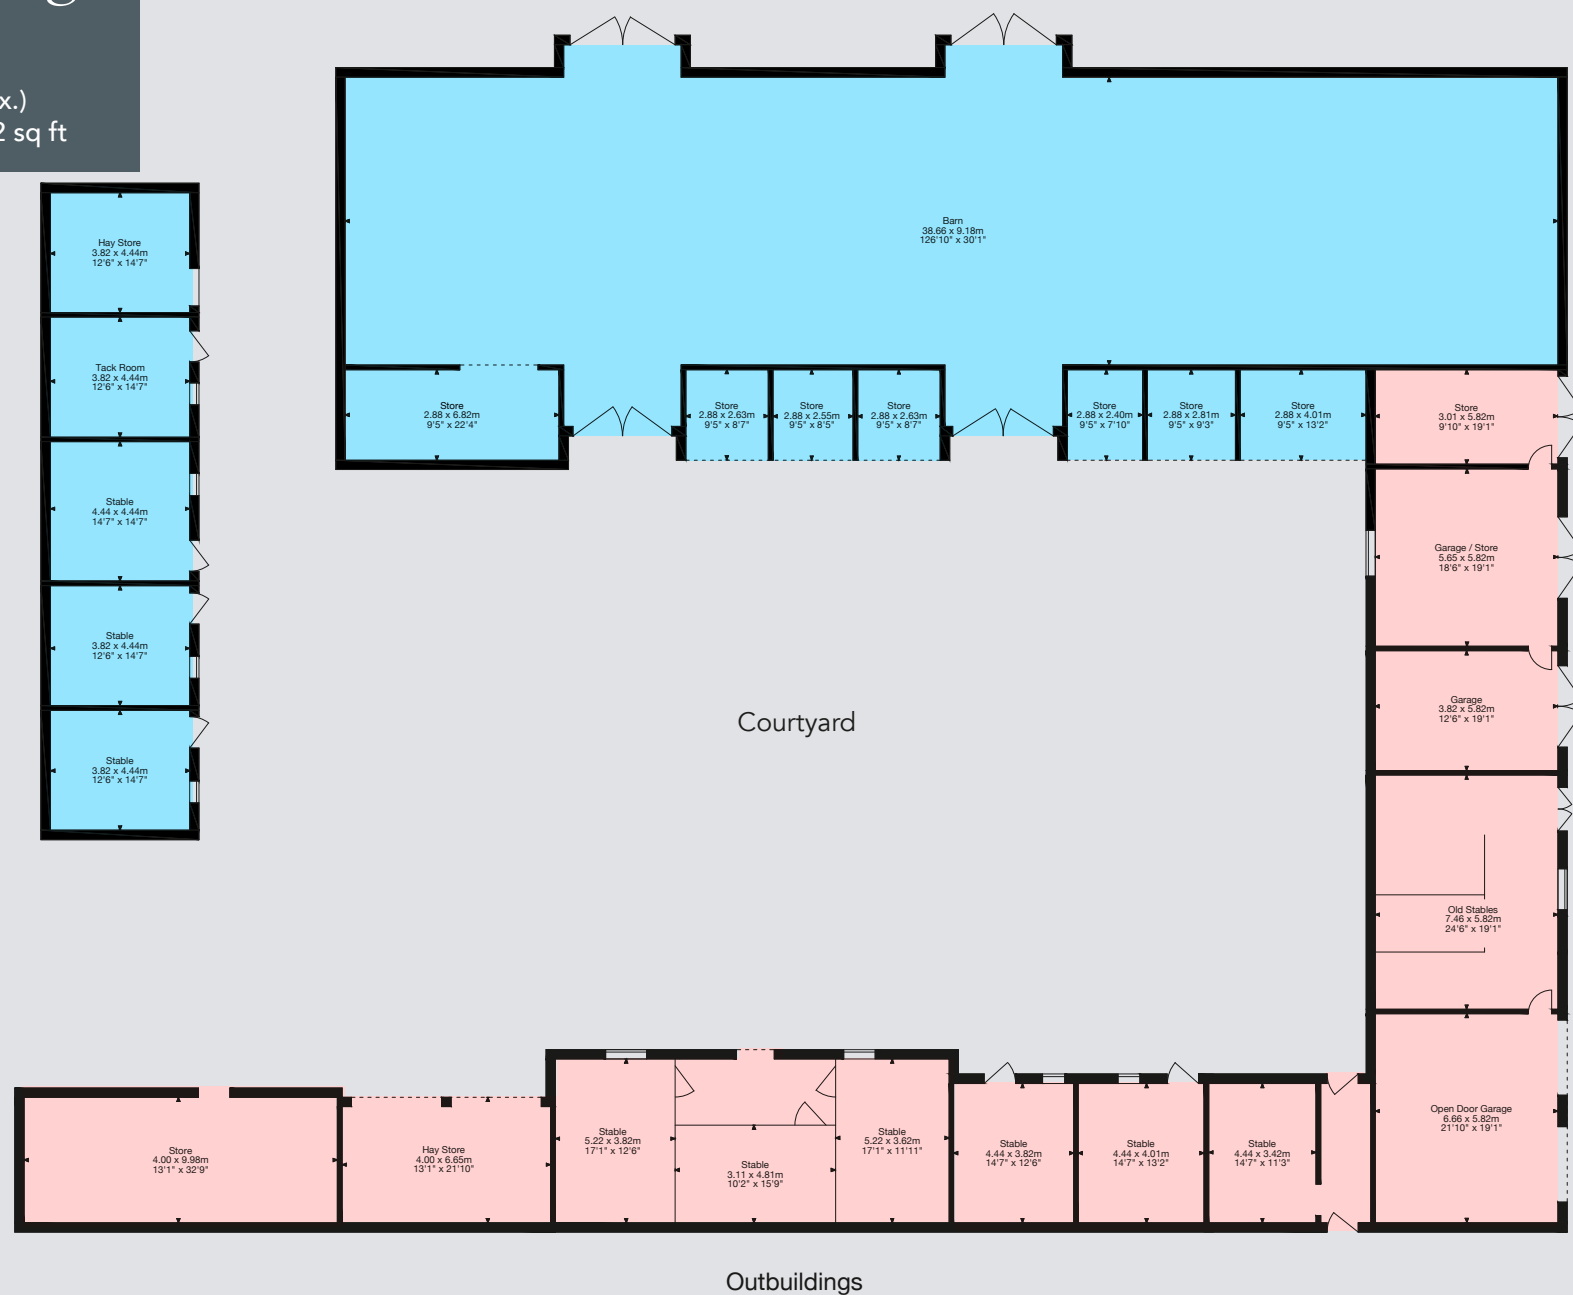 g
x.)
2 sq ft
Barn
38.66 x 9.18m
126'10" x 30'1"
Hay Store
3.82 x 4.44m
12'6" x 14'7"
Tack Room
3.82 x 4.44m
12'6" x 14'7"
Stable
4.44 x 4.44m
14'7" x 14'7"
Stable
3.82 x 4.44m
12'6" x 14'7"
Stable
3.82 x 4.44m
12'6" x 14'7"
Store
2.88 x 6.82m
9'5" x 22'4"
Store
2.88 x 2.63m
9'5" x 8'7"
Store
2.88 x 2.55m
9'5" x 8'5"
Store
2.88 x 2.63m
9'5" x 8'7"
Store
2.88 x 2.40m
9'5" x 7'10"
Store
2.88 x 2.81m
9'5" x 9'3"
Store
2.88 x 4.01m
9'5" x 13'2"
Store
3.01 x 5.82m
9'10" x 19'1"
Garage / Store
5.65 x 5.82m
18'6" x 19'1"
Garage
3.82 x 5.82m
12'6" x 19'1"
Courtyard
Old Stables
7.46 x 5.82m
24'6" x 19'1"
Open Door Garage
6.66 x 5.82m
21'10" x 19'1"
Store
4.00 x 9.98m
13'1" x 32'9"
Hay Store
4.00 x 6.65m
13'1" x 21'10"
Stable
5.22 x 3.82m
17'1" x 12'6"
Stable
3.11 x 4.81m
10'2" x 15'9"
Stable
5.22 x 3.62m
17'1" x 11'11"
Stable
4.44 x 3.82m
14'7" x 12'6"
Stable
4.44 x 4.01m
14'7" x 13'2"
Stable
4.44 x 3.42m
14'7" x 11'3"
Outbuildings